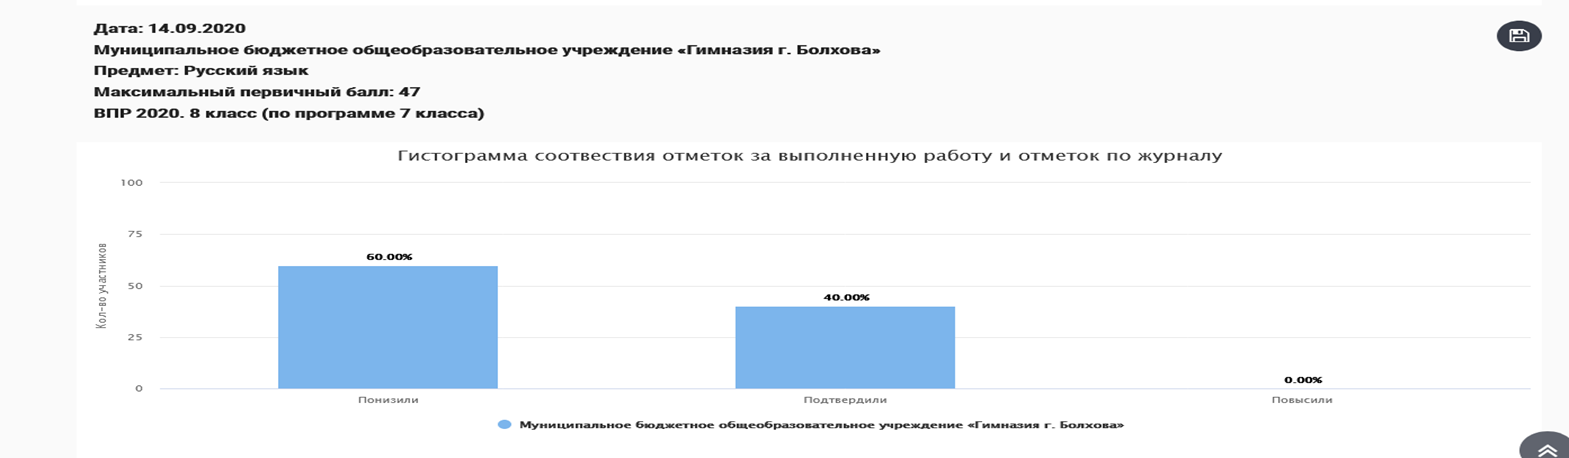 Дата: 14.09.2020
Муниципальное бюджетное общеобразовательное учреждение «Гимназия г. Болхова»
Предмет: Русский язык
Максимальный первичный балл: 47
ВПР 2020. 8 класс (по программе 7 класса)
Гистограмма соотвествия отметок за выполненную работу и отметок по журналу
100
75
50
25
0
Кол-во участников
60.00%
40.00%
0.00%
Понизили
Подтвердили
Повысили
Муниципальное бюджетное общеобразовательное учреждение «Гимназия г. Болхова»